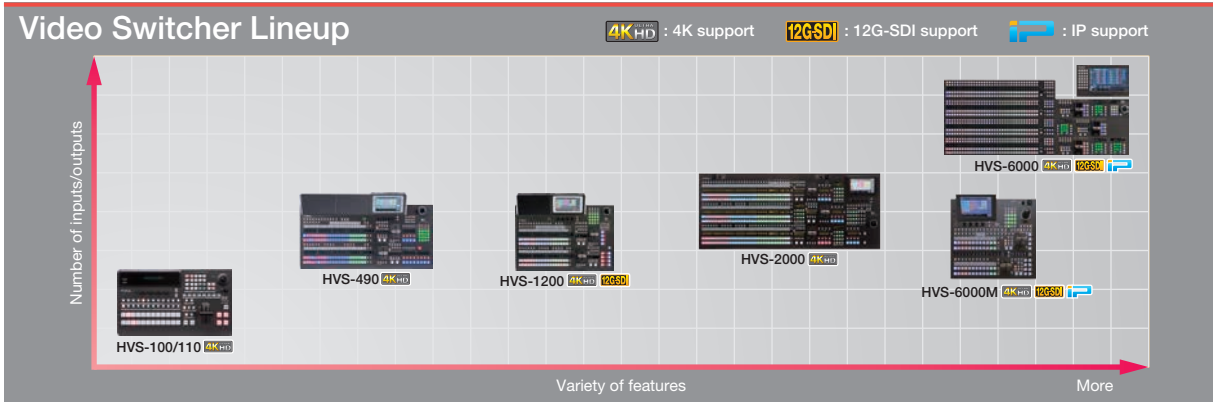 Video Switcher Lineup
4K ULTRA HD : 4K support
12G-SDI : 12G-SDI support
iP : IP support
Number of inputs/outputs
HVS-6000 4K HD 12G-SDI iP
HVS-2000 4K HD
HVS-490 4K HD
HVS-1200 4K HD 12G-SDI
HVS-6000M 4K HD 12G-SDI iP
HVS-100/110 4K HD
Variety of features
More